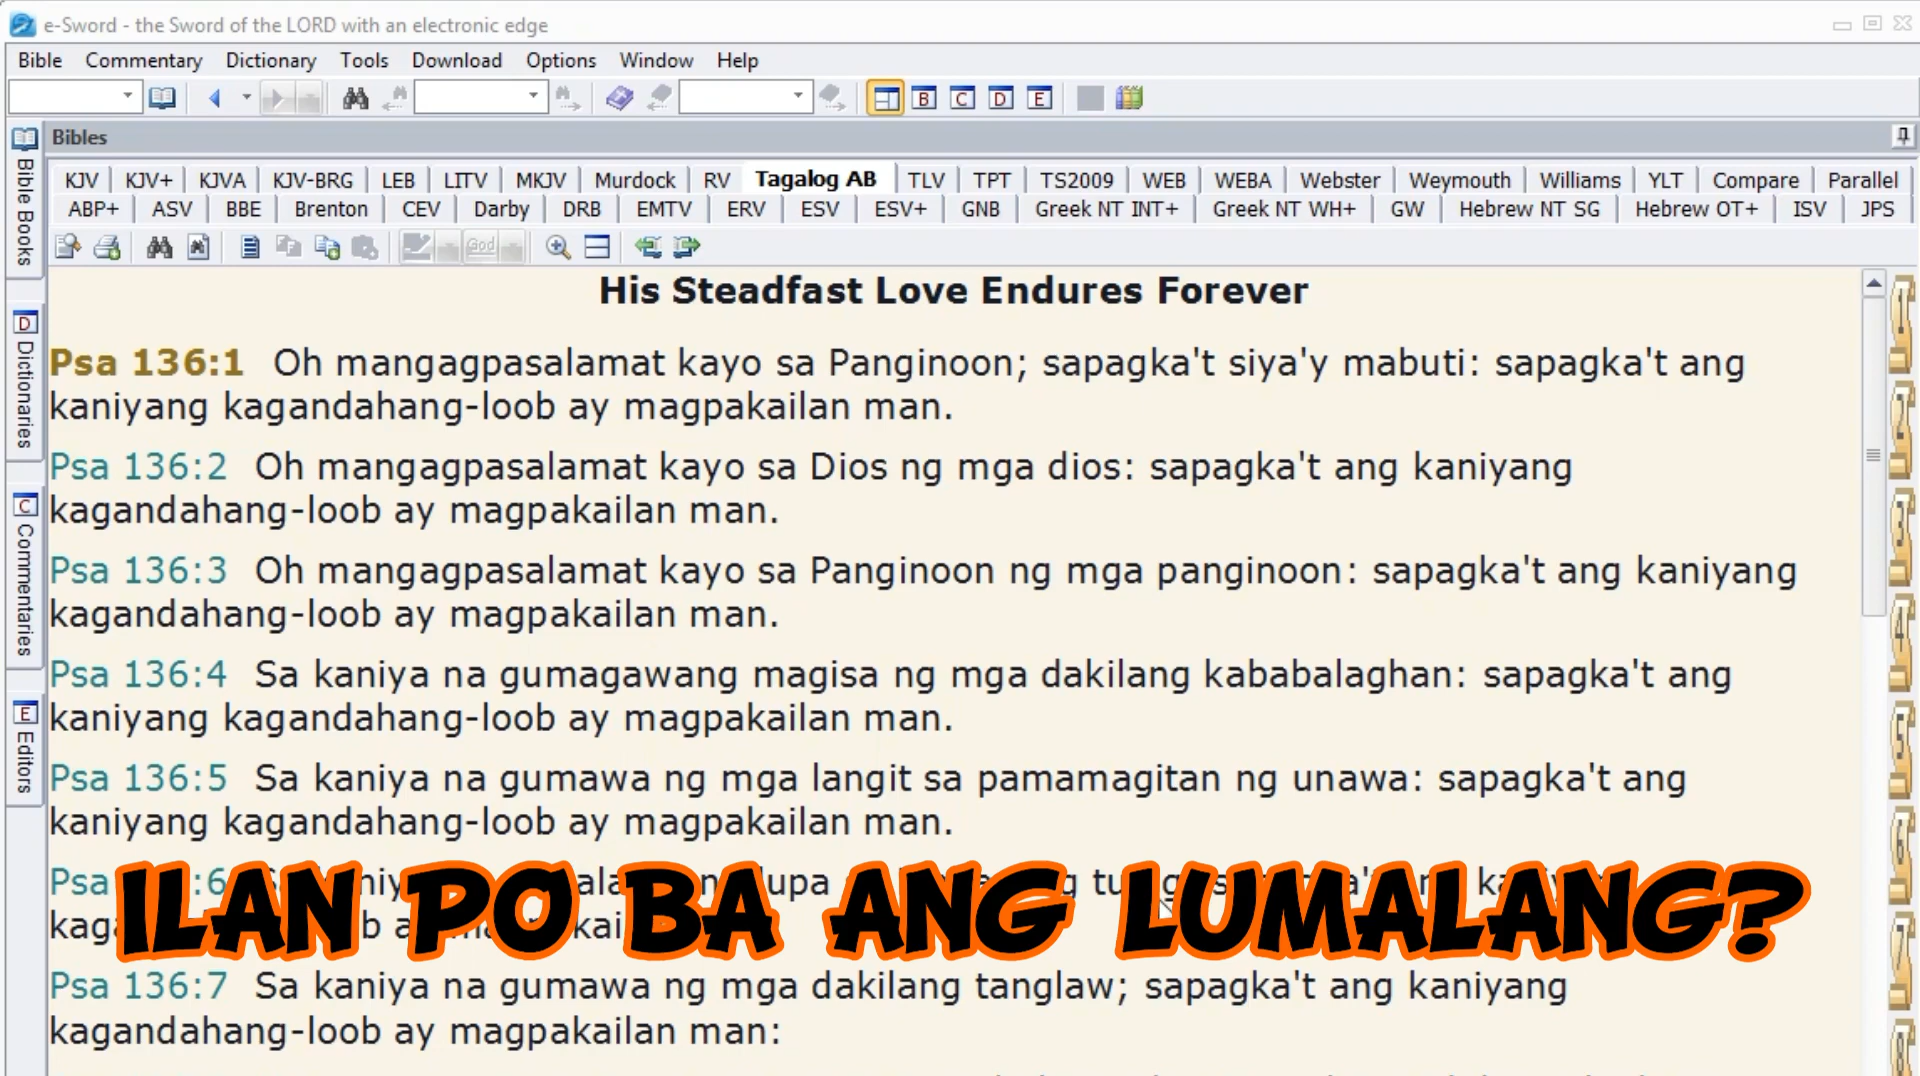 e-Sword - the Sword of the LORD with an electronic edge
Bible Commentary Dictionary Tools Download Options Window Help
B C D E
Bibles
KJV KJV+ KJVA KJV-BRG LEB LITV MKJV Murdock RV Tagalog AB TLV TPT TS2009 WEB WEBA Webster Weymouth Williams YLT Compare Parallel
ABP+ ASV BBE Brenton CEV Darby DRB EMTV ERV ESV ESV+ GNB Greek NT INT+ Greek NT WH+ GW Hebrew NT SG Hebrew OT+ ISV JPS
God
Bible Books
D Dictionaries
C Commentaries
E Editors
His Steadfast Love Endures Forever
Psa 136:1 Oh mangagpasalamat kayo sa Panginoon; sapagka't siya'y mabuti: sapagka't ang
kaniyang kagandahang-loob ay magpakailan man.
Psa 136:2 Oh mangagpasalamat kayo sa Dios ng mga dios: sapagka't ang kaniyang
kagandahang-loob ay magpakailan man.
Psa 136:3 Oh mangagpasalamat kayo sa Panginoon ng mga panginoon: sapagka't ang kaniyang
kagandahang-loob ay magpakailan man.
Psa 136:4 Sa kaniya na gumagawang magisa ng mga dakilang kababalaghan: sapagka't ang
kaniyang kagandahang-loob ay magpakailan man.
Psa 136:5 Sa kaniya na gumawa ng mga langit sa pamamagitan ng unawa: sapagka't ang
kaniyang kagandahang-loob ay magpakailan man.
Psa lupa
ILAN PO BA ANG LUMALANG?
Psa 136:7 Sa kaniya na gumawa ng mga dakilang tanglaw; sapagka't ang kaniyang
kagandahang-loob ay magpakailan man:
1
2
3
4
5
6
7